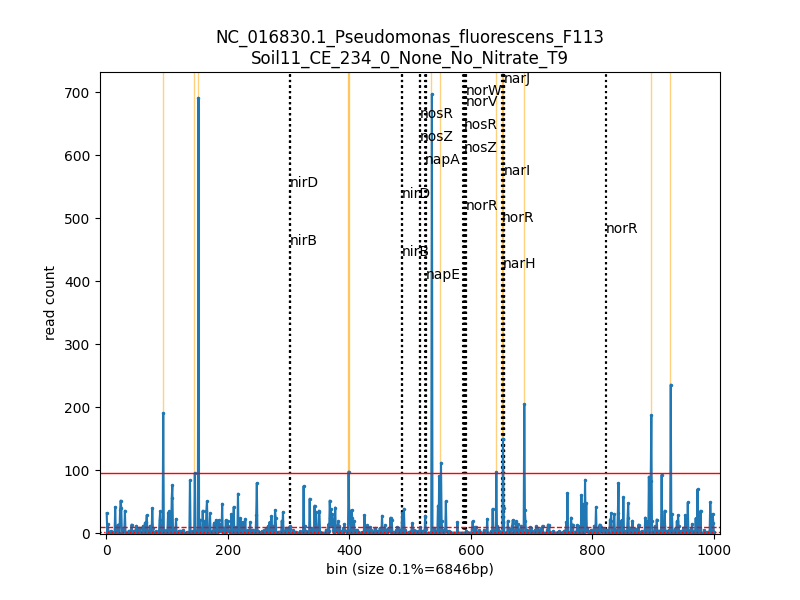 NC_016830.1_Pseudomonas_fluorescens_F113
Soil11_CE_234_0_None_No_Nitrate_T9
narJ
norW
norV
nosR
nosR
nosZ
nosZ
napA
narI
nirD
nirD
norR
norR
norR
nirB
nirB
narH
napE
read count
700
600
500
400
300
200
100
0
0
200
400
600
800
1000
bin (size 0.1%=6846bp)